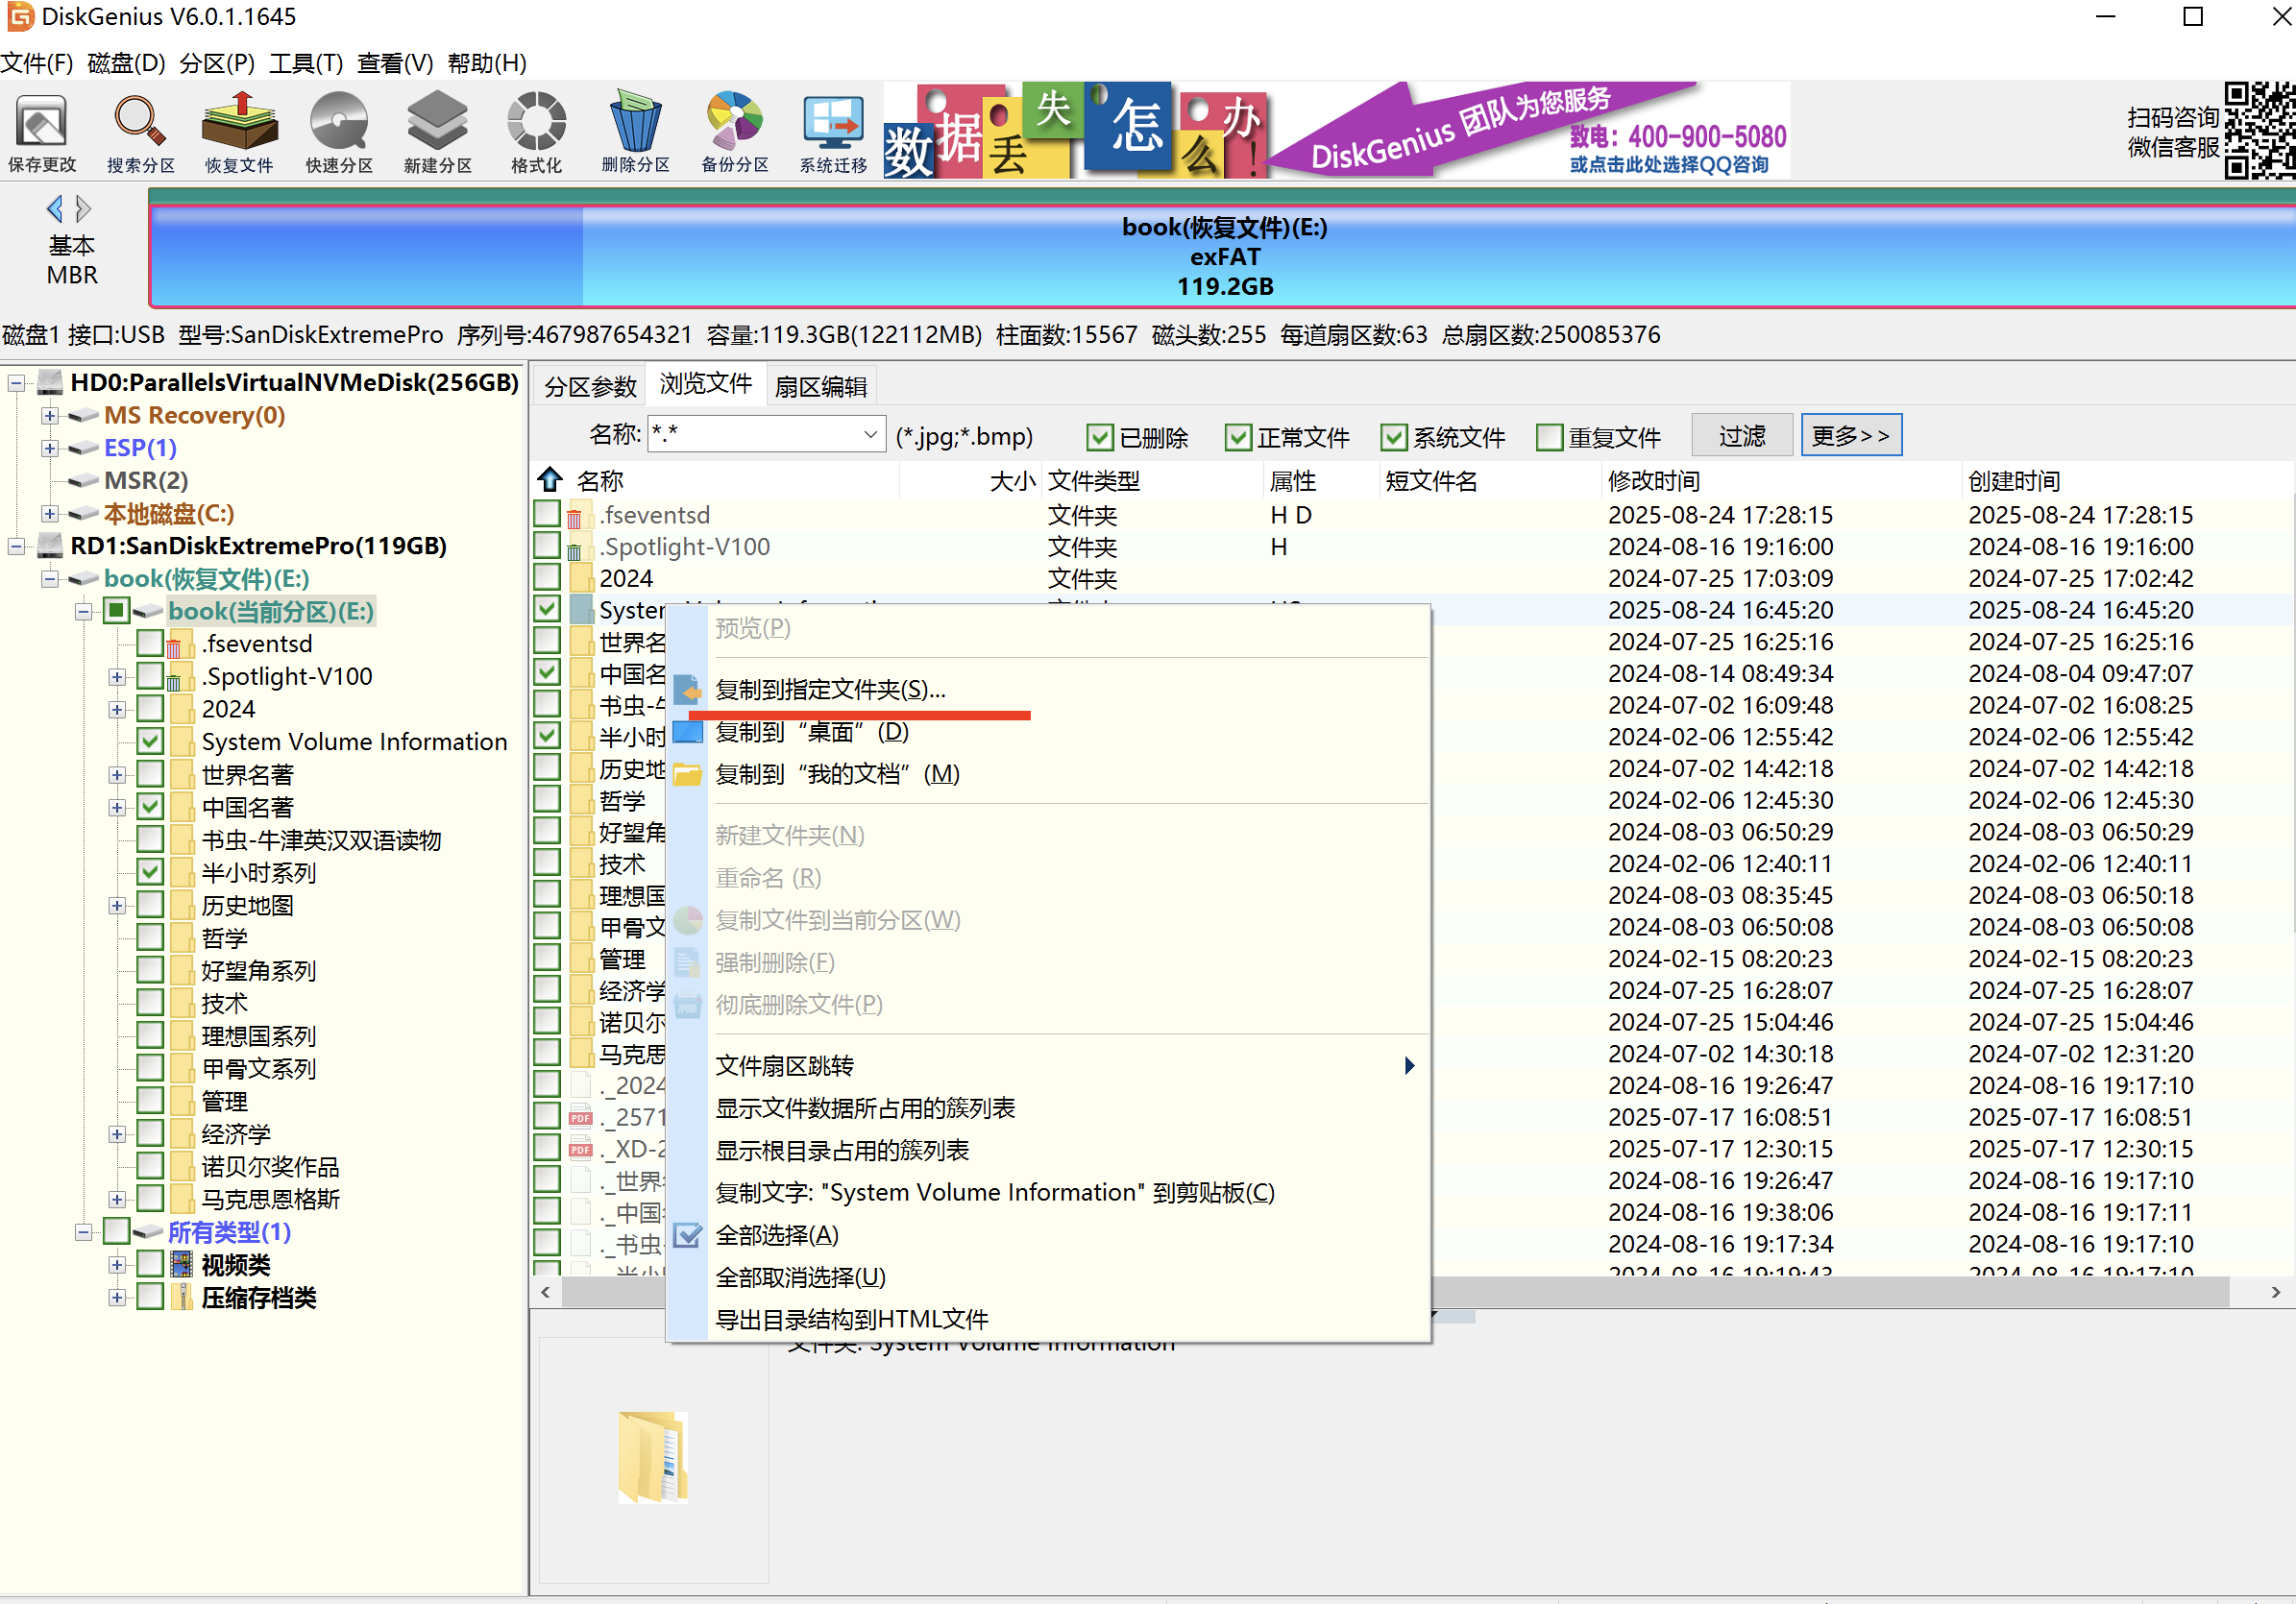 DiskGenius V6.0.1.1645
文件(F) 磁盘(D) 分区(P) 工具(T) 查看(V) 帮助(H)
保存更改 搜索分区 恢复文件 快速分区 新建分区 格式化 删除分区 备份分区 系统迁移
数据丢失怎么办!
DiskGenius 团队为您服务
致电：400-900-5080
或点击此处选择QQ咨询
扫码咨询
微信客服
基本
MBR
book(恢复文件)(E:)
exFAT
119.2GB
磁盘1 接口:USB 型号:SanDiskExtremePro 序列号:467987654321 容量:119.3GB(122112MB) 柱面数:15567 磁头数:255 每道扇区数:63 总扇区数:250085376
HD0:ParallelsVirtualNVMeDisk(256GB)
MS Recovery(0)
ESP(1)
MSR(2)
本地磁盘(C:)
RD1:SanDiskExtremePro(119GB)
book(恢复文件)(E:)
book(当前分区)(E:)
.fseventsd
.Spotlight-V100
2024
System Volume Information
世界名著
中国名著
书虫-牛津英汉双语读物
半小时系列
历史地图
哲学
好望角系列
技术
理想国系列
甲骨文系列
管理
经济学
诺贝尔奖作品
马克思恩格斯
所有类型(1)
视频类
压缩存档类
分区参数 浏览文件 扇区编辑
名称: *.* (*.jpg;*.bmp) 已删除 正常文件 系统文件 重复文件 过滤 更多>>
名称 大小 文件类型 属性 短文件名 修改时间 创建时间
.fseventsd 文件夹 H D 2025-08-24 17:28:15 2025-08-24 17:28:15
.Spotlight-V100 文件夹 H 2024-08-16 19:16:00 2024-08-16 19:16:00
2024 文件夹 2024-07-25 17:03:09 2024-07-25 17:02:42
System Volume Information 2025-08-24 16:45:20 2025-08-24 16:45:20
世界名 2024-07-25 16:25:16 2024-07-25 16:25:16
中国名 2024-08-14 08:49:34 2024-08-04 09:47:07
书虫- 2024-07-02 16:09:48 2024-07-02 16:08:25
半小时 2024-02-06 12:55:42 2024-02-06 12:55:42
历史地 2024-07-02 14:42:18 2024-07-02 14:42:18
哲学 2024-02-06 12:45:30 2024-02-06 12:45:30
好望角 2024-08-03 06:50:29 2024-08-03 06:50:29
技术 2024-02-06 12:40:11 2024-02-06 12:40:11
理想国 2024-08-03 08:35:45 2024-08-03 06:50:18
甲骨文 2024-08-03 06:50:08 2024-08-03 06:50:08
管理 2024-02-15 08:20:23 2024-02-15 08:20:23
经济学 2024-07-25 16:28:07 2024-07-25 16:28:07
诺贝尔 2024-07-25 15:04:46 2024-07-25 15:04:46
马克思 2024-07-02 14:30:18 2024-07-02 12:31:20
._2024 2024-08-16 19:26:47 2024-08-16 19:17:10
._2571 2025-07-17 16:08:51 2025-07-17 16:08:51
._XD-2 2025-07-17 12:30:15 2025-07-17 12:30:15
._世界 2024-08-16 19:26:47 2024-08-16 19:17:10
._中国 2024-08-16 19:38:06 2024-08-16 19:17:11
._书虫- 2024-08-16 19:17:34 2024-08-16 19:17:10
._半小 2024-08-16 19:19:43 2024-08-16 19:17:10
预览(P)
复制到指定文件夹(S)...
复制到“桌面”(D)
复制到“我的文档”(M)
新建文件夹(N)
重命名 (R)
复制文件到当前分区(W)
强制删除(F)
彻底删除文件(P)
文件扇区跳转
显示文件数据所占用的簇列表
显示根目录占用的簇列表
复制文字: "System Volume Information" 到剪贴板(C)
全部选择(A)
全部取消选择(U)
导出目录结构到HTML文件
文件夹: System Volume Information